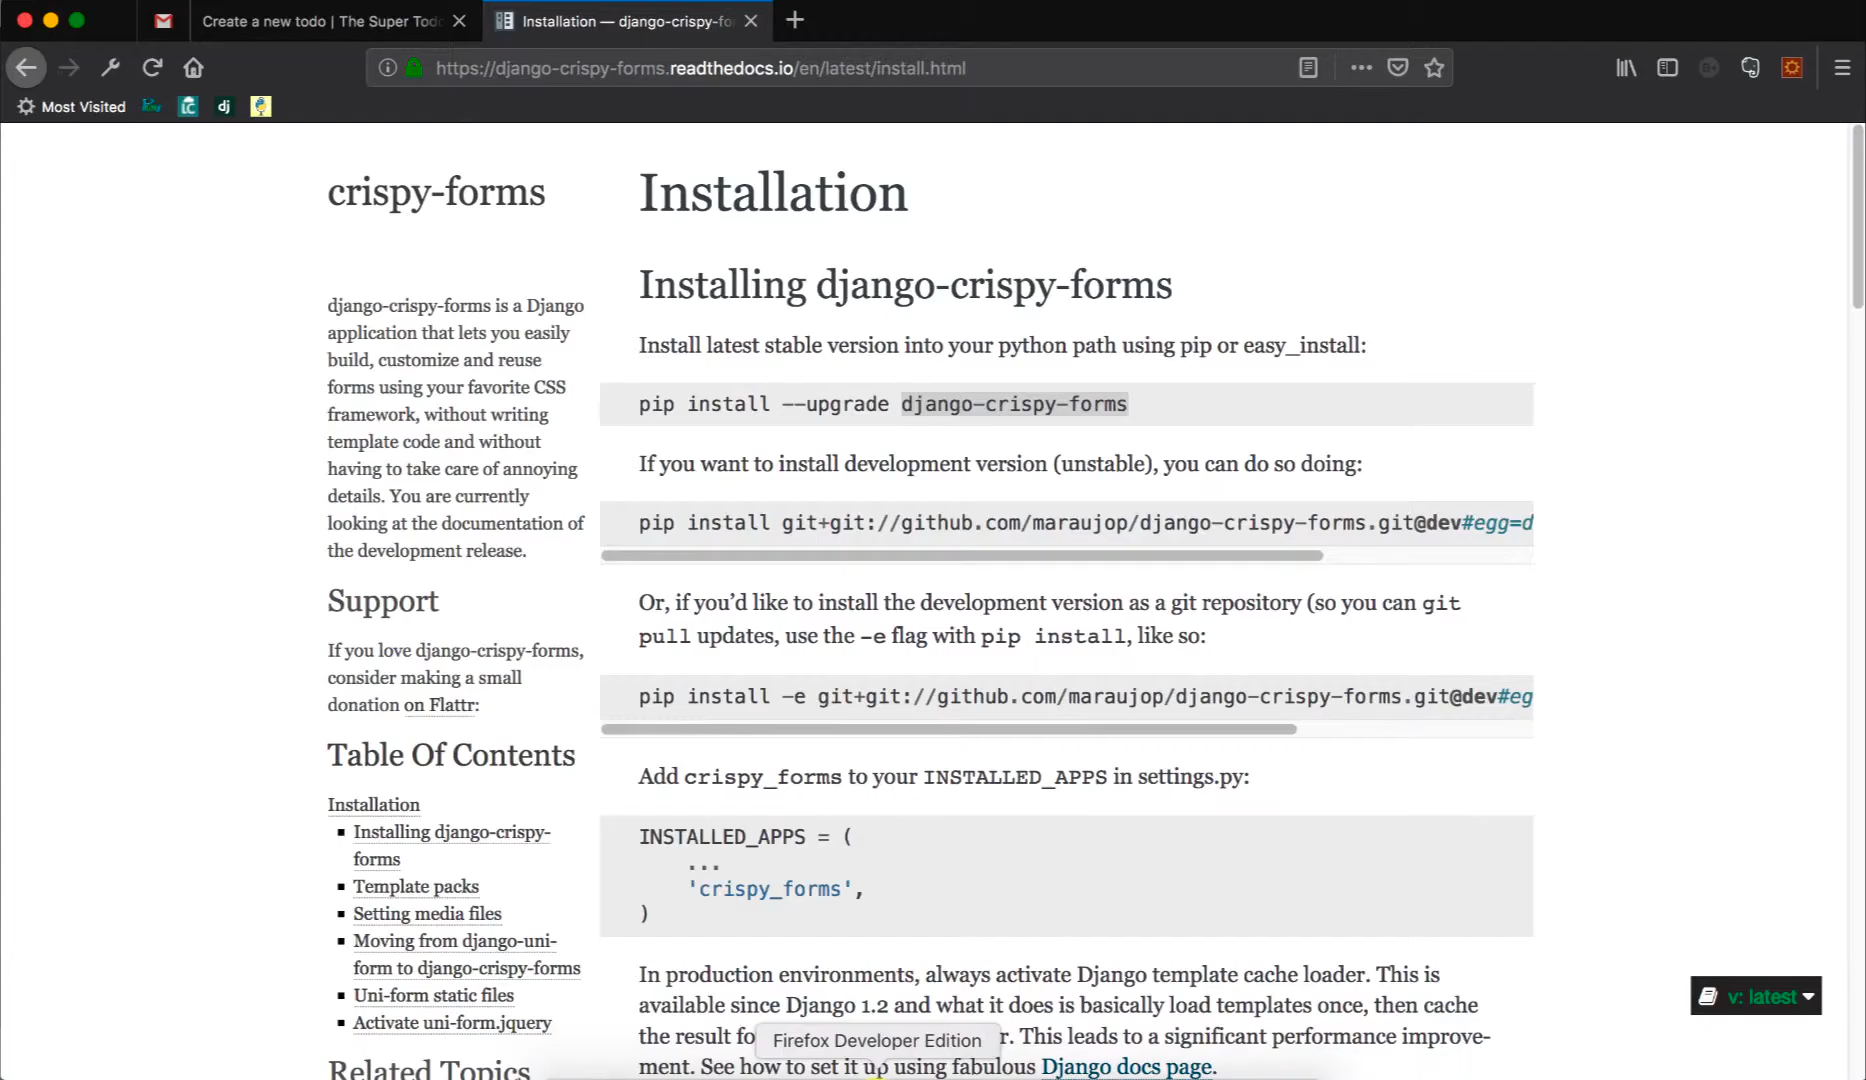 Create a new todo | The Super Tod
Installation — django-crispy-fo
https://django-crispy-forms.readthedocs.io/en/latest/install.html
Most Visited
dj
crispy-forms
django-crispy-forms is a Django
application that lets you easily
build, customize and reuse
forms using your favorite CSS
framework, without writing
template code and without
having to take care of annoying
details. You are currently
looking at the documentation of
the development release.
Support
If you love django-crispy-forms,
consider making a small
donation on Flattr:
Table Of Contents
Installation
Installing django-crispy-
forms
Template packs
Setting media files
Moving from django-uni-
form to django-crispy-forms
Uni-form static files
Activate uni-form.jquery
Related Topics
Installation
Installing django-crispy-forms
Install latest stable version into your python path using pip or easy_install:
pip install --upgrade django-crispy-forms
If you want to install development version (unstable), you can do so doing:
pip install git+git://github.com/maraujop/django-crispy-forms.git@dev#egg=d
Or, if you’d like to install the development version as a git repository (so you can git
pull updates, use the -e flag with pip install, like so:
pip install -e git+git://github.com/maraujop/django-crispy-forms.git@dev#eg
Add crispy_forms to your INSTALLED_APPS in settings.py:
INSTALLED_APPS = (
...
'crispy_forms',
)
In production environments, always activate Django template cache loader. This is
available since Django 1.2 and what it does is basically load templates once, then cache
the result fo r. This leads to a significant performance improve-
Firefox Developer Edition
ment. See how to set it up using fabulous Django docs page.
v: latest